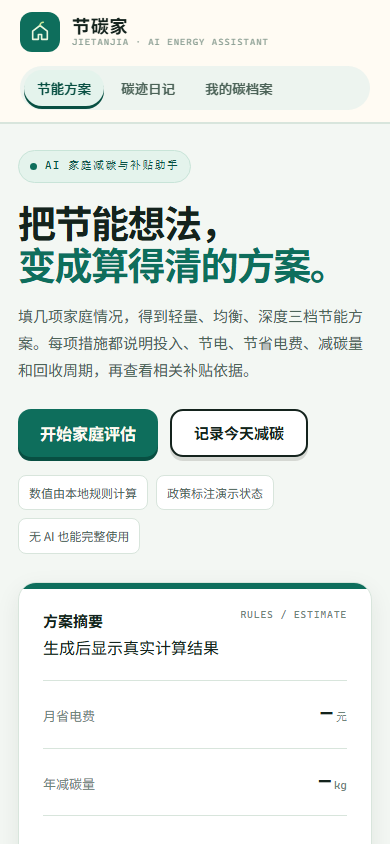 节碳家
JIETANJIA · AI ENERGY ASSISTANT
节能方案 碳迹日记 我的碳档案
AI 家庭减碳与补贴助手
把节能想法，
变成算得清的方案。
填几项家庭情况，得到轻量、均衡、深度三档节能方
案。每项措施都说明投入、节电、节省电费、减碳量
和回收周期，再查看相关补贴依据。
开始家庭评估 记录今天减碳
数值由本地规则计算 政策标注演示状态
无 AI 也能完整使用
方案摘要 RULES / ESTIMATE
生成后显示真实计算结果
月省电费 – 元
年减碳量 – kg